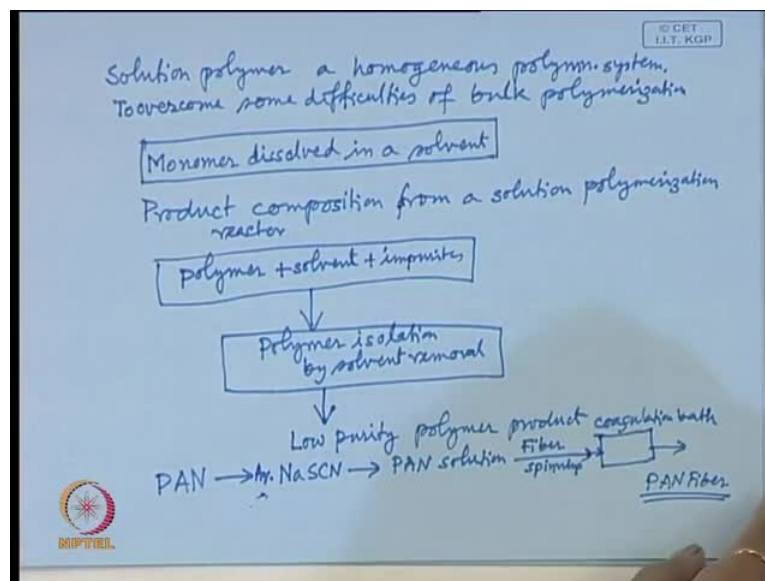 © CET
I.I.T. KGP
Solution polymer a homogeneous polymn. system.
To overcome some difficulties of bulk polymerization
Monomer dissolved in a solvent
Product composition from a solution polymerization
reactor
polymer + solvent + impurites
Polymer isolation
by solvent removal
Low purity polymer product coagulation bath
PAN → Aq. NaSCN → PAN solution Fiber → →
PAN Fiber
NPTEL